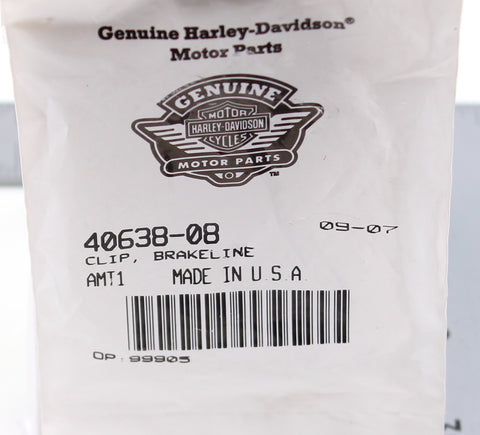 Genuine Harley-Davidson®
Motor Parts
GENUINE
MOTOR
HARLEY-DAVIDSON
CYCLES
MOTOR PARTS
TM
40638-08
09-07
CLIP, BRAKELINE
AMT1 MADE IN U S A
OP: 99905